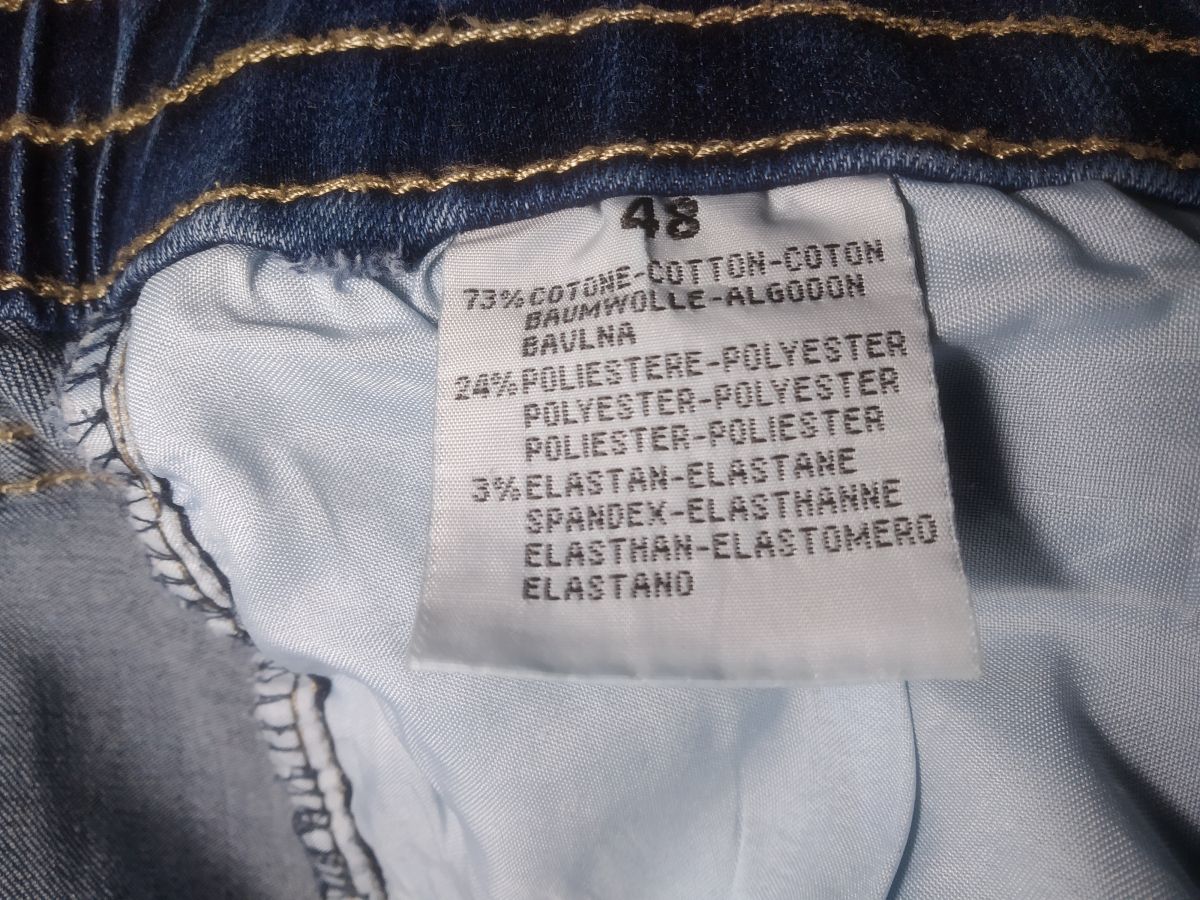 48
73% COTONE-COTTON-COTON
BAUMWOLLE-ALGOOON
BAVLNA
24% POLIESTERE-POLYESTER
POLYESTER-POLYESTER
POLIESTER-POLIESTER
3% ELASTAN-ELASTANE
SPANDEX-ELASTHANNE
ELASTHAN-ELASTOMERO
ELASTANO